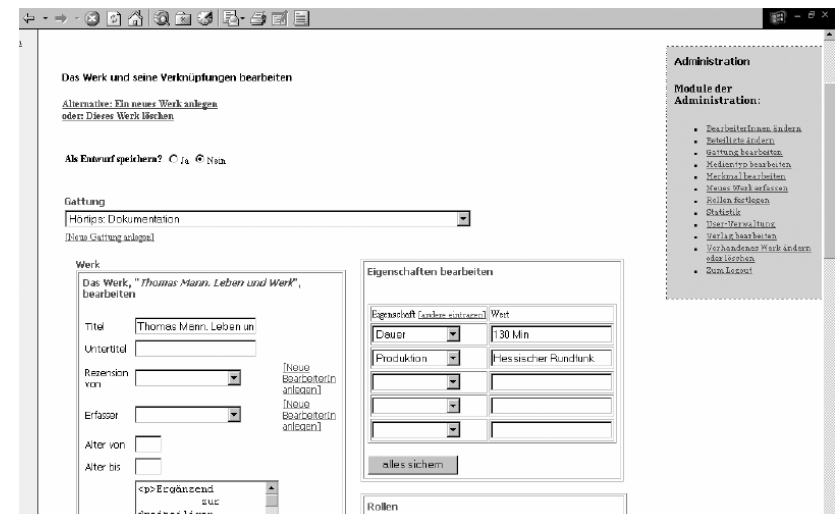 Das Werk und seine Verknüpfungen bearbeiten
Alternative: Ein neues Werk anlegen
oder: Dieses Werk löschen
Als Entwurf speichern? Ja Nein
Gattung
Hörtips: Dokumentation
[Neue Gattung anlegen]
Werk
Das Werk, "Thomas Mann. Leben und Werk",
bearbeiten
Titel
Thomas Mann. Leben un
Untertitel
Rezension
von
[Neue
BearbeiterIn
anlegen]
Erfasser
[Neue
BearbeiterIn
anlegen]
Alter von
Alter bis
<p>Ergänzend
zur
Eigenschaften bearbeiten
Eigenschaft [andere eintragen] Wert
Dauer 130 Min
Produktion Hessischer Rundfunk
alles sichern
Rollen
Administration
Module der
Administration:
BearbeiterInnen ändern
Beteiligte ändern
Gattung bearbeiten
Medientyp bearbeiten
Merkmal bearbeiten
Neues Werk erfassen
Rollen festlegen
Statistik
User-Verwaltung
Verlag bearbeiten
Vorhandenes Werk ändern
oder löschen
Zum Logout